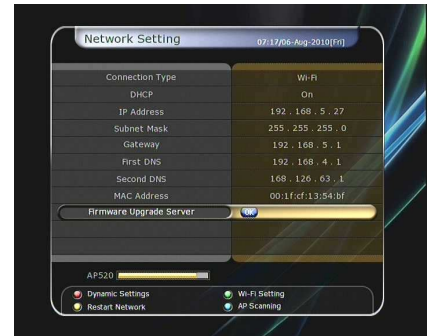 Network Setting 07:17/06-Aug-2010[Fri]
Connection Type Wi-Fi
DHCP On
IP Address 192 . 168 . 5 . 27
Subnet Mask 255 . 255 . 255 . 0
Gateway 192 . 168 . 5 . 1
First DNS 192 . 168 . 4 . 1
Second DNS 168 . 126 . 63 . 1
MAC Address 00:1f:cf:13:54:bf
Firmware Upgrade Server OK
AP520
Dynamic Settings Wi-Fi Setting
Restart Network AP Scanning